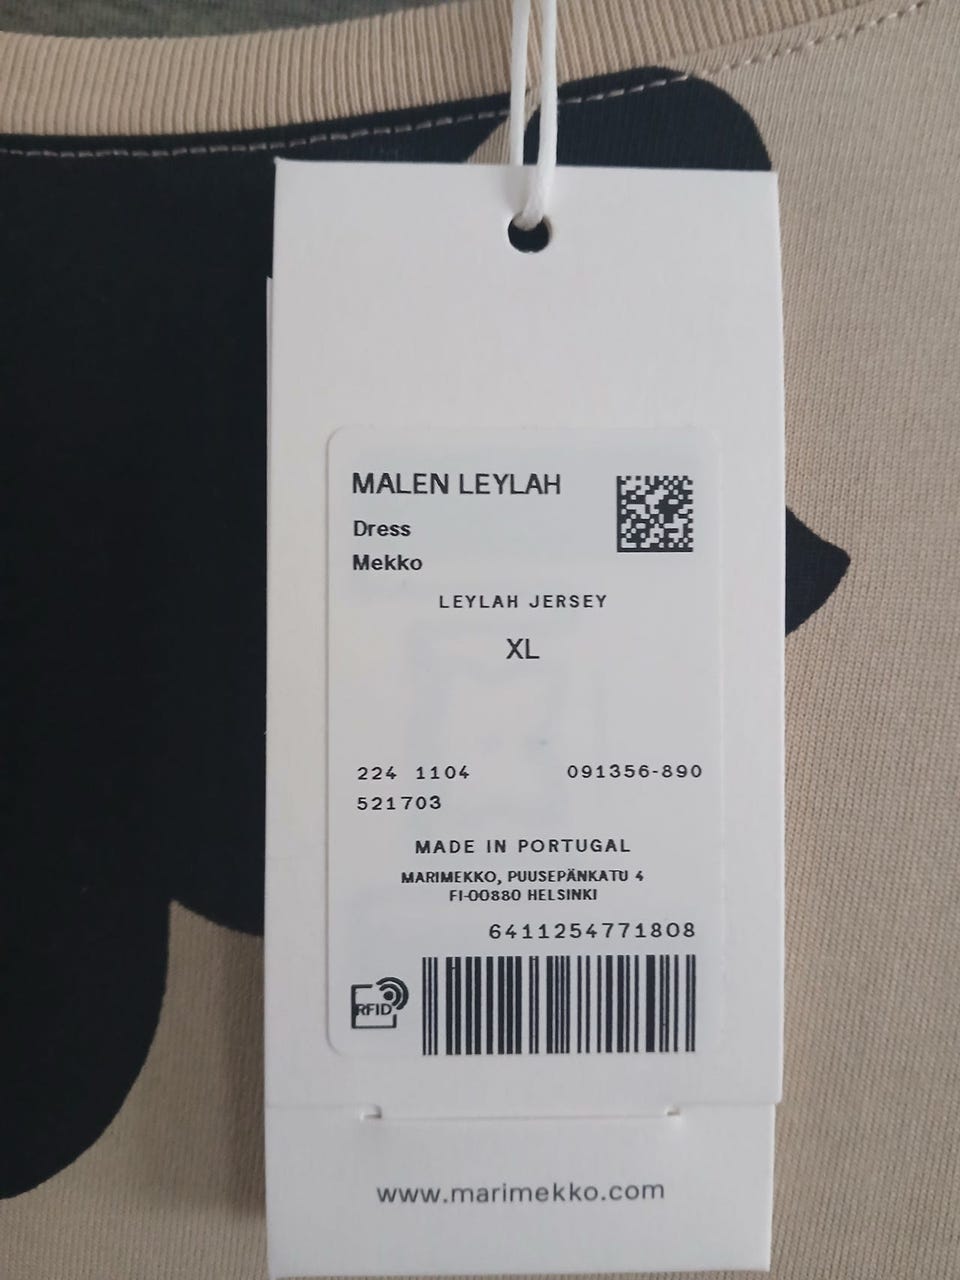 MALEN LEYLAH
Dress
Mekko
LEYLAH JERSEY
XL
224 1104 091356-890
521703
MADE IN PORTUGAL
MARIMEKKO, PUUSEPÄNKATU 4
FI-00880 HELSINKI
6411254771808
RFID
www.marimekko.com